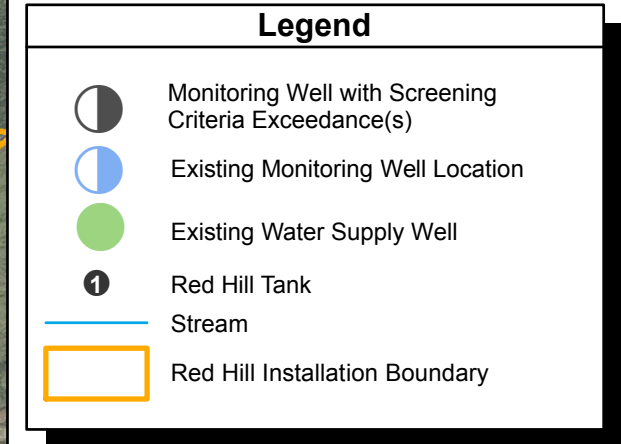 Legend
Monitoring Well with Screening
Criteria Exceedance(s)
Existing Monitoring Well Location
Existing Water Supply Well
1 Red Hill Tank
Stream
Red Hill Installation Boundary